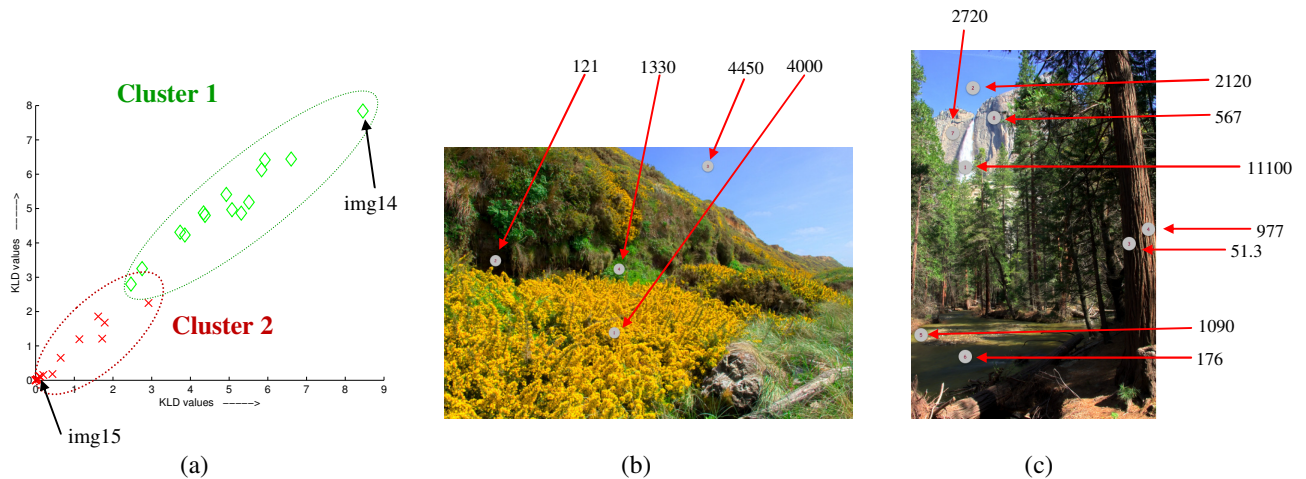 Cluster 1
8
7
6
5
4
3
2
1
0
KLD values ----->
img14
Cluster 2
0 1 2 3 4 5 6 7 8 9
KLD values ----->
img15
(a)
121 1330 4450 4000
(b)
2720
2120
567
11100
977
51.3
1090
176
(c)